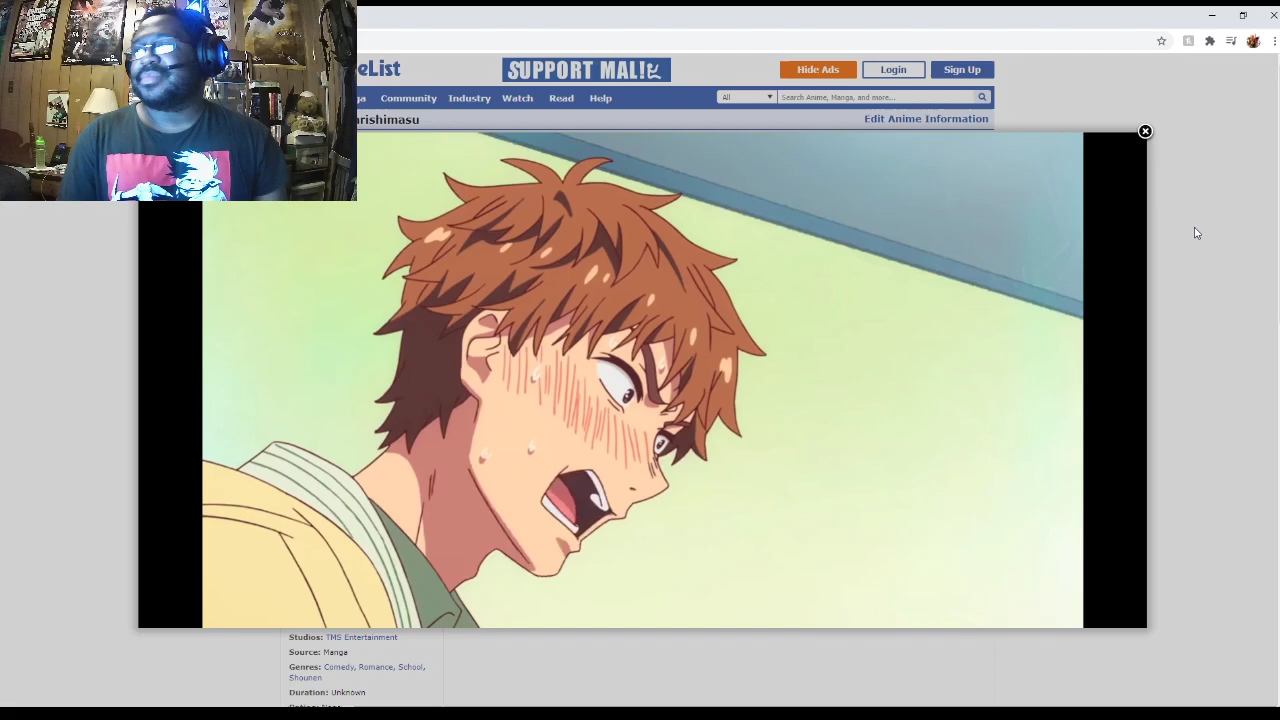 eList
SUPPORT MAL!
Hide Ads
Login
Sign Up
ga
Community
Industry
Watch
Read
Help
All
Search Anime, Manga, and more...
arishimasu
Edit Anime Information
Studios: TMS Entertainment
Source: Manga
Genres: Comedy, Romance, School,
Shounen
Duration: Unknown